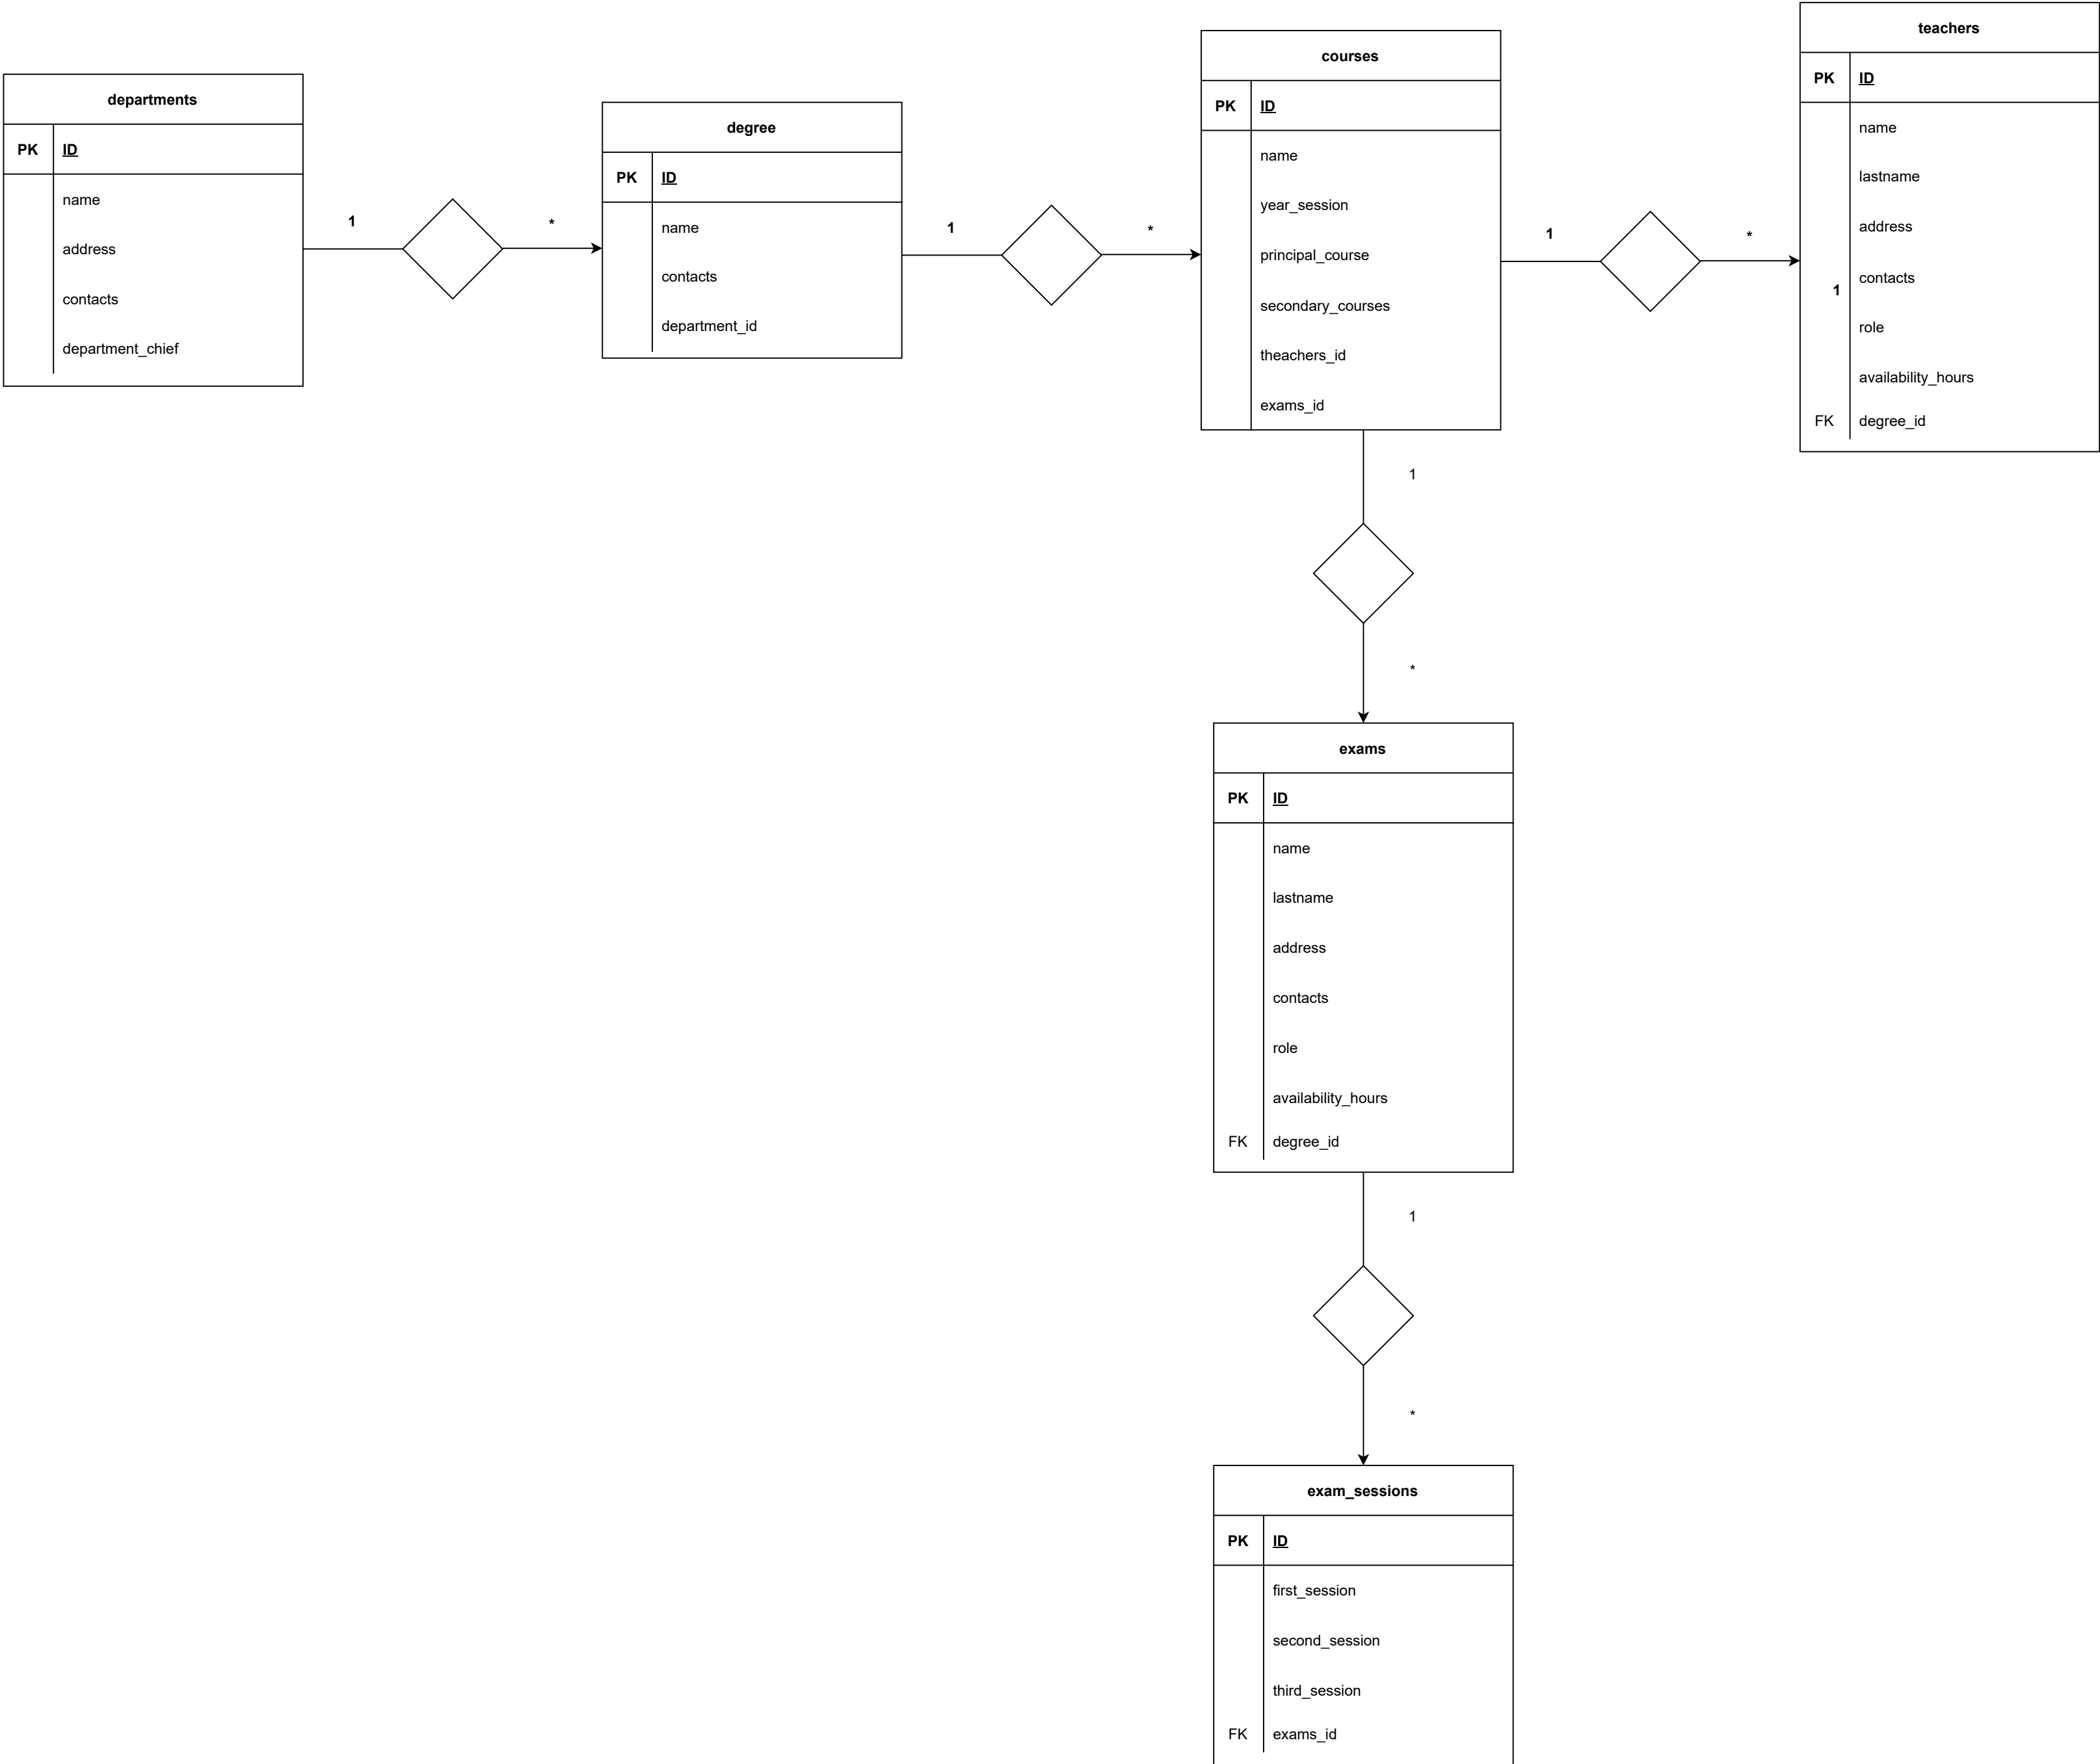 departments
PK ID
name
address
contacts
department_chief
1
*
degree
PK ID
name
contacts
department_id
1
*
courses
PK ID
name
year_session
principal_course
secondary_courses
theachers_id
exams_id
1
*
teachers
PK ID
name
lastname
address
contacts
1
role
availability_hours
FK degree_id
1
*
exams
PK ID
name
lastname
address
contacts
role
availability_hours
FK degree_id
1
*
exam_sessions
PK ID
first_session
second_session
third_session
FK exams_id